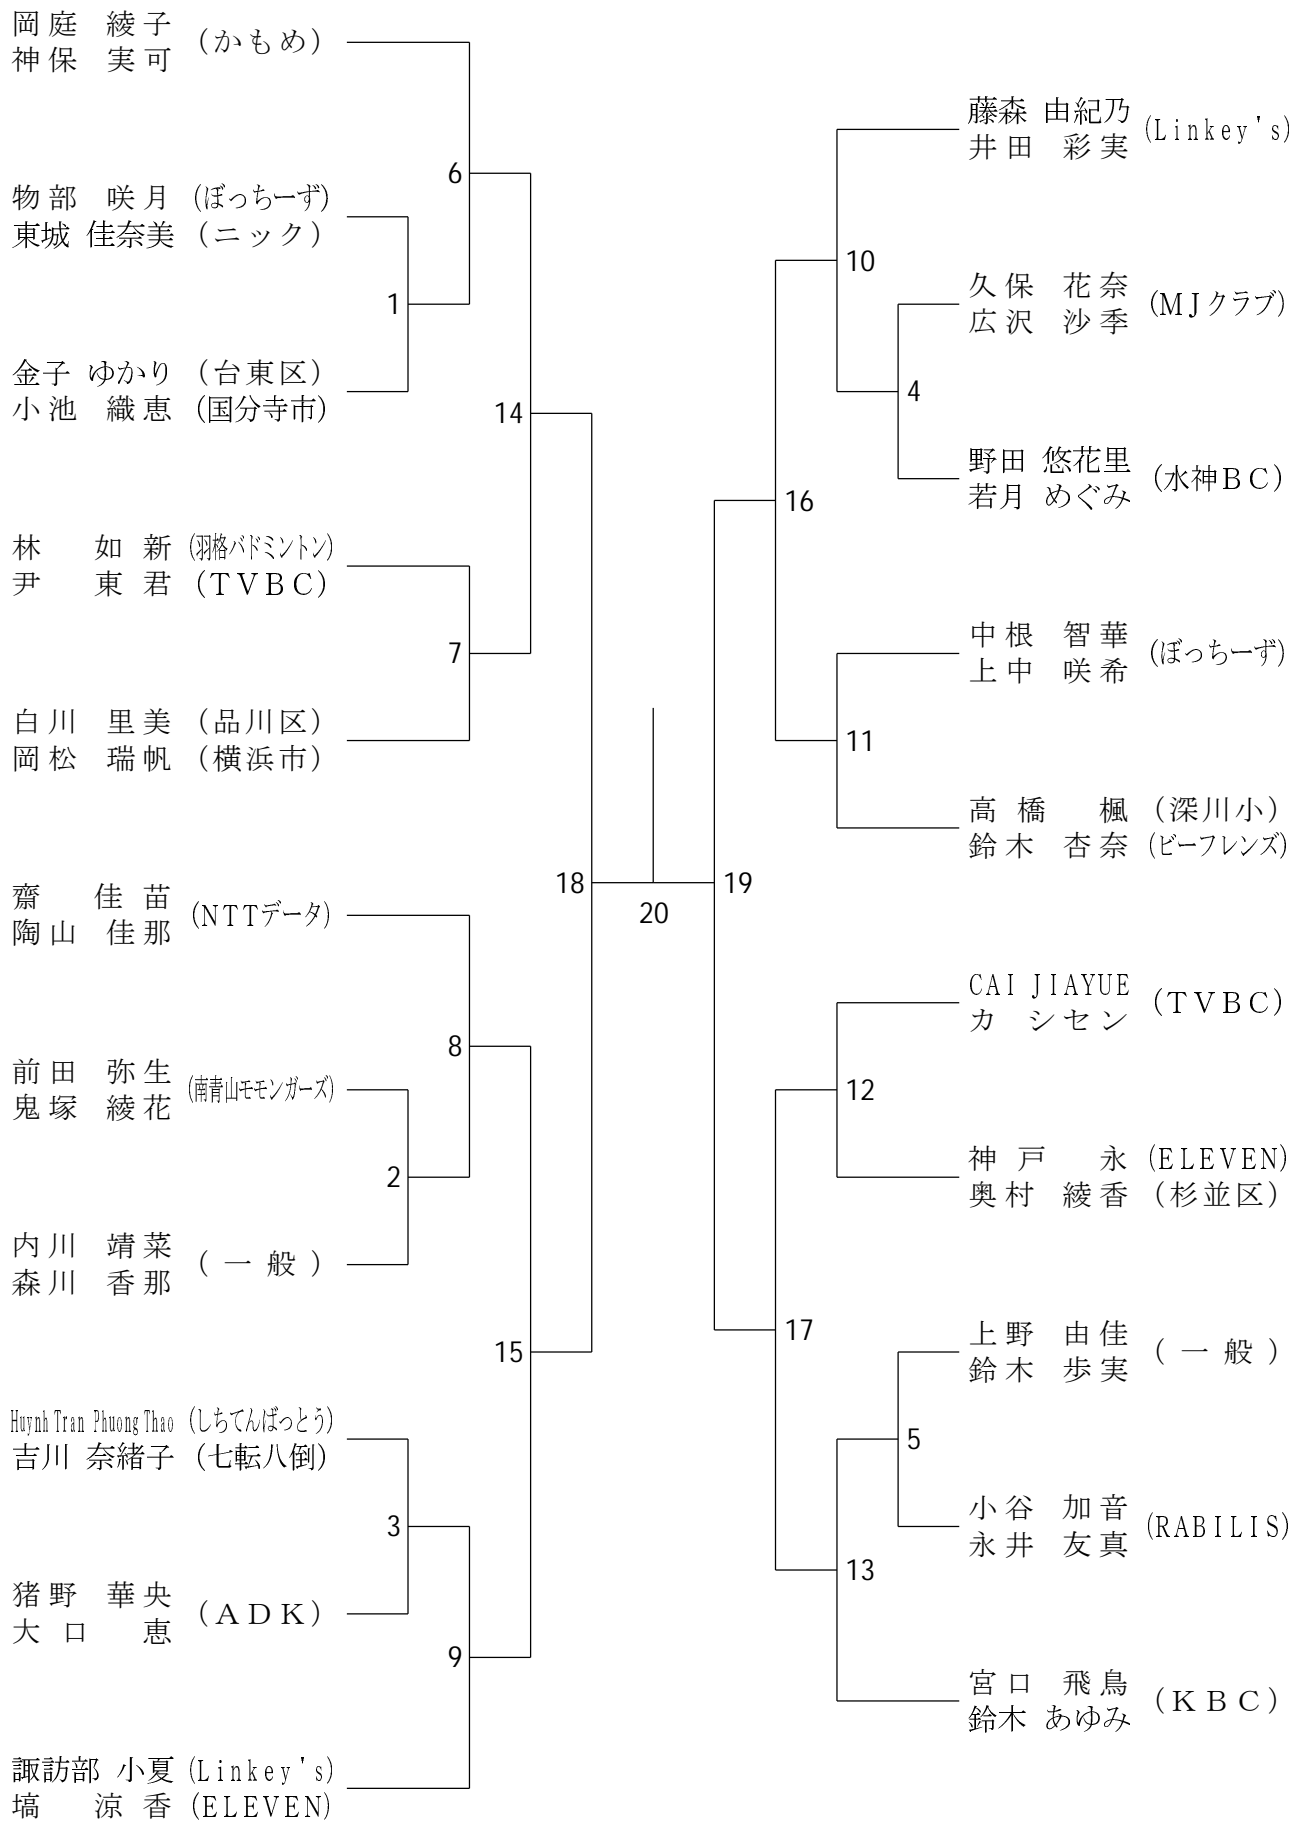 岡庭 綾子 (かもめ)
神保 実可
物部 咲月 (ぼっちーず)
東城 佳奈美 (ニック)
金子 ゆかり (台東区)
小池 織恵 (国分寺市)
林 如新 (羽格バドミントン)
尹 東君 (TVBC)
白川 里美 (品川区)
岡松 瑞帆 (横浜市)
齋 佳苗 (NTTデータ)
陶山 佳那
前田 弥生 (南青山モモンガーズ)
鬼塚 綾花
内川 靖菜 (一般)
森川 香那
Huynh Tran Phuong Thao (しちてんばっとう)
吉川 奈緒子 (七転八倒)
猪野 華央 (ADK)
大口 恵
諏訪部 小夏 (Linkey's)
塙 涼香 (ELEVEN)
6
1
14
7
18
8
2
15
3
9
20
19
10
4
16
11
12
17
5
13
藤森 由紀乃 (Linkey's)
井田 彩実
久保 花奈 (MJクラブ)
広沢 沙季
野田 悠花里 (水神BC)
若月 めぐみ
中根 智華 (ぼっちーず)
上中 咲希
高橋 楓 (深川小)
鈴木 杏奈 (ビーフレンズ)
CAI JIAYUE (TVBC)
カ シセン
神戸 永 (ELEVEN)
奥村 綾香 (杉並区)
上野 由佳 (一般)
鈴木 歩実
小谷 加音 (RABILIS)
永井 友真
宮口 飛鳥 (KBC)
鈴木 あゆみ